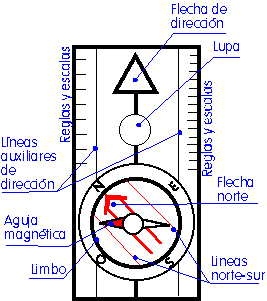 Flecha de
dirección
Lupa
Reglas y escalas
Reglas y escalas
Líneas
auxiliares
de
dirección
N
E
Flecha
norte
Aguja
magnética
Limbo
O
S
Lineas
norte-sur